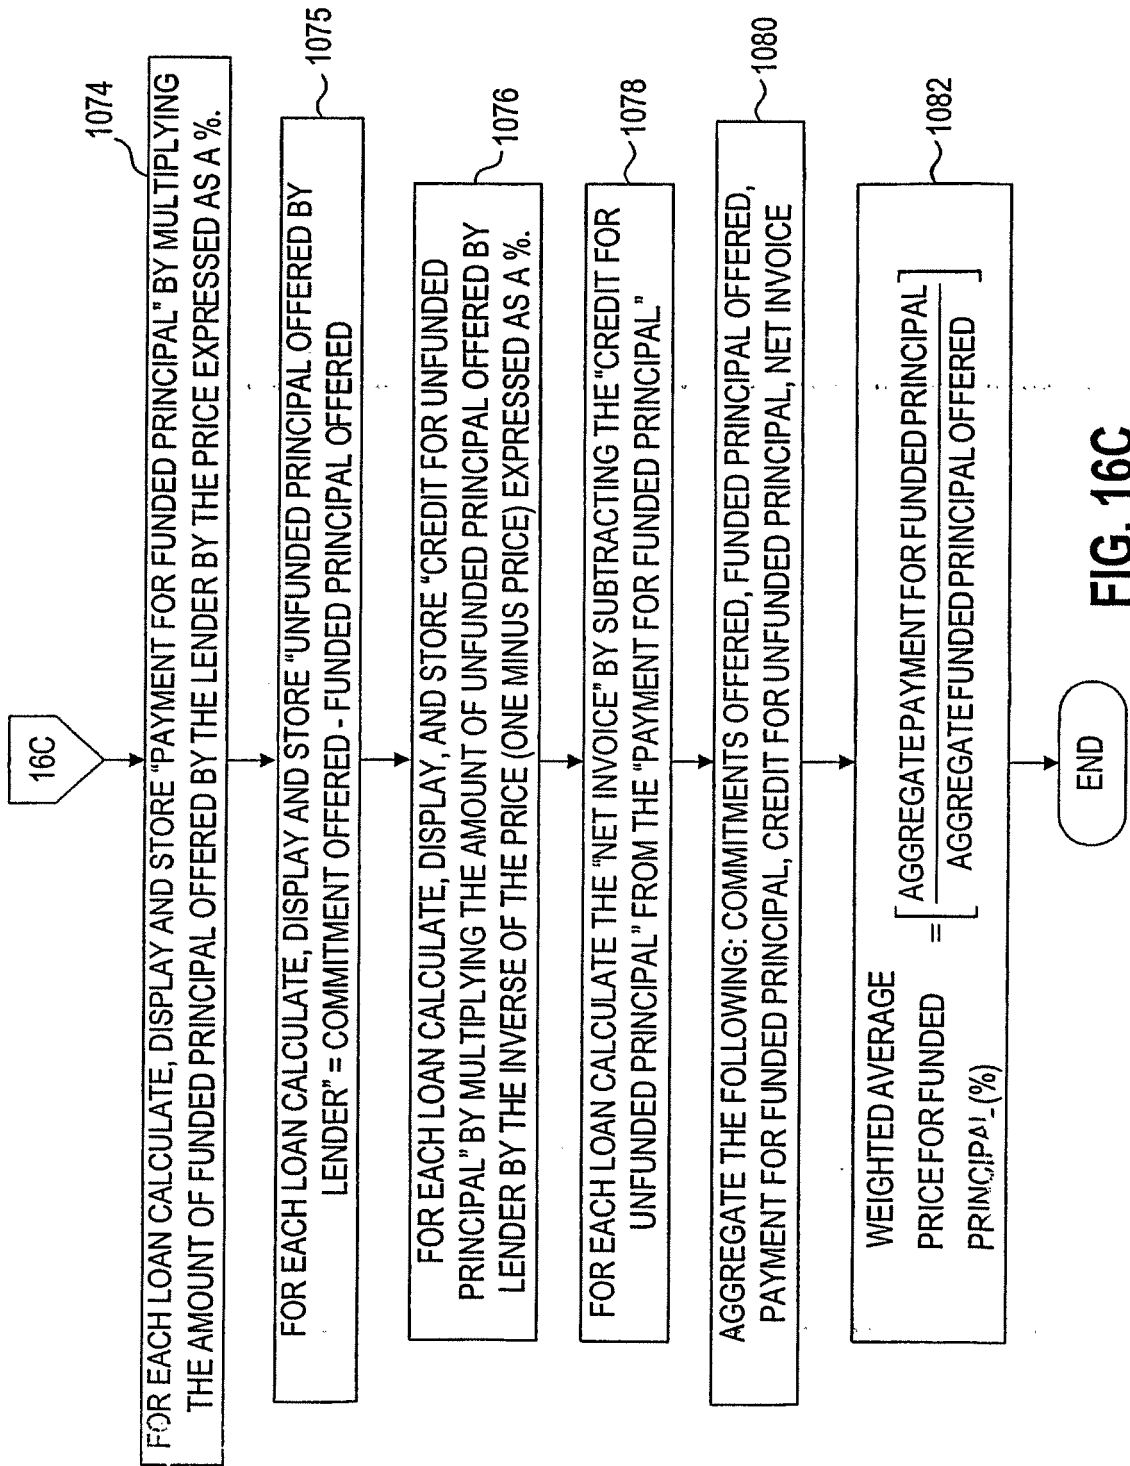 16C
1074
FOR EACH LOAN CALCULATE, DISPLAY AND STORE "PAYMENT FOR FUNDED PRINCIPAL" BY MULTIPLYING
THE AMOUNT OF FUNDED PRINCIPAL OFFERED BY THE LENDER BY THE PRICE EXPRESSED AS A %.
1075
FOR EACH LOAN CALCULATE, DISPLAY AND STORE "UNFUNDED PRINCIPAL OFFERED BY
LENDER" = COMMITMENT OFFERED - FUNDED PRINCIPAL OFFERED
1076
FOR EACH LOAN CALCULATE, DISPLAY, AND STORE "CREDIT FOR UNFUNDED
PRINCIPAL" BY MULTIPLYING THE AMOUNT OF UNFUNDED PRINCIPAL OFFERED BY
LENDER BY THE INVERSE OF THE PRICE (ONE MINUS PRICE) EXPRESSED AS A %.
1078
FOR EACH LOAN CALCULATE THE "NET INVOICE" BY SUBTRACTING THE "CREDIT FOR
UNFUNDED PRINCIPAL" FROM THE "PAYMENT FOR FUNDED PRINCIPAL."
1080
AGGREGATE THE FOLLOWING: COMMITMENTS OFFERED, FUNDED PRINCIPAL OFFERED,
PAYMENT FOR FUNDED PRINCIPAL, CREDIT FOR UNFUNDED PRINCIPAL, NET INVOICE
1082
WEIGHTED AVERAGE
PRICE FOR FUNDED
PRINCIPAL (%)
= [AGGREGATE PAYMENT FOR FUNDED PRINCIPAL
AGGREGATE FUNDED PRINCIPAL OFFERED]
END
FIG. 16C